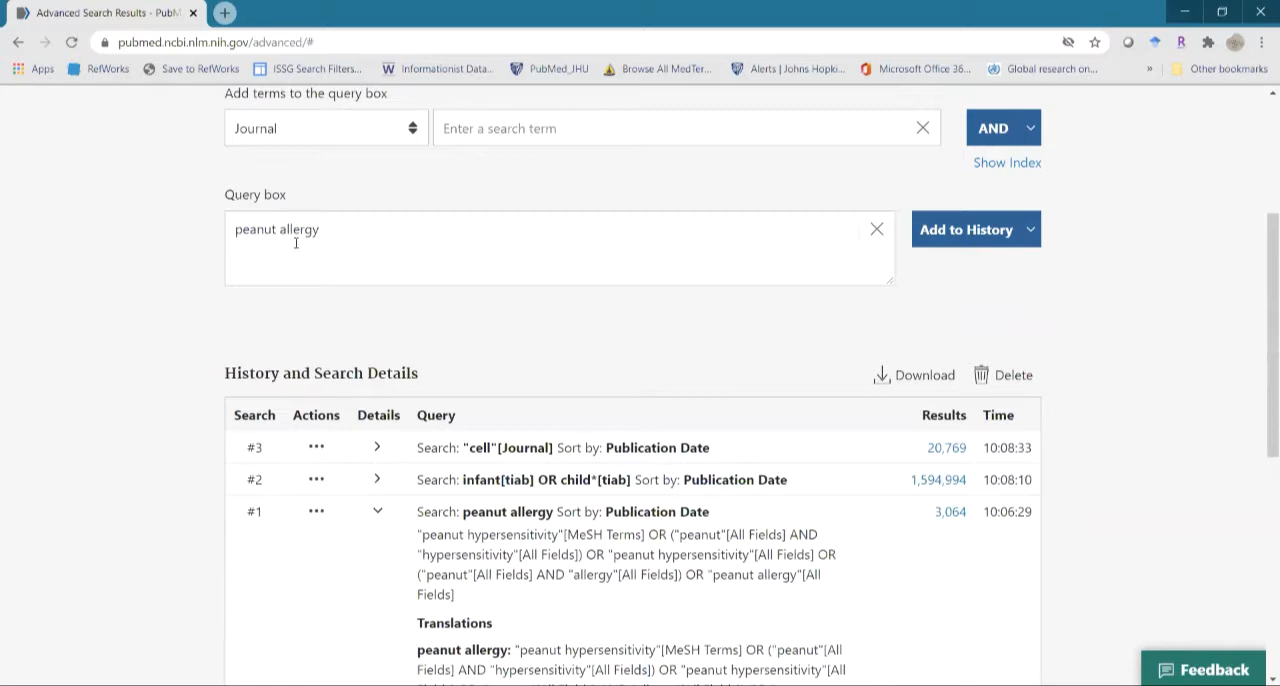 Advanced Search Results - PubM
pubmed.ncbi.nlm.nih.gov/advanced/#
Apps RefWorks Save to RefWorks ISSG Search Filters... Informationist Data... PubMed_JHU Browse All MedTer... Alerts | Johns Hopki... Microsoft Office 36... Global research on... » Other bookmarks
Add terms to the query box
Journal Enter a search term AND
Show Index
Query box
peanut allergy Add to History
History and Search Details Download Delete
Search Actions Details Query Results Time
#3 ••• Search: "cell"[Journal] Sort by: Publication Date 20,769 10:08:33
#2 ••• Search: infant[tiab] OR child*[tiab] Sort by: Publication Date 1,594,994 10:08:10
#1 ••• Search: peanut allergy Sort by: Publication Date 3,064 10:06:29
"peanut hypersensitivity"[MeSH Terms] OR ("peanut"[All Fields] AND
"hypersensitivity"[All Fields]) OR "peanut hypersensitivity"[All Fields] OR
("peanut"[All Fields] AND "allergy"[All Fields]) OR "peanut allergy"[All
Fields]
Translations
peanut allergy: "peanut hypersensitivity"[MeSH Terms] OR ("peanut"[All
Fields] AND "hypersensitivity"[All Fields]) OR "peanut hypersensitivity"[All
Feedback